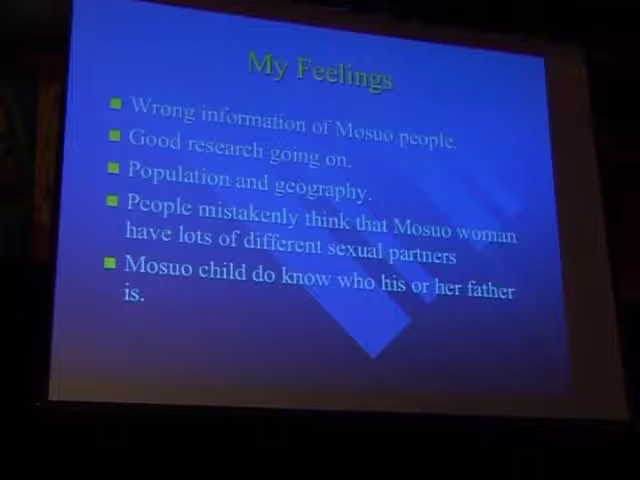 My Feelings
Wrong information of Mosuo people.
Good research going on.
Population and geography.
People mistakenly think that Mosuo woman
have lots of different sexual partners
Mosuo child do know who his or her father
is.